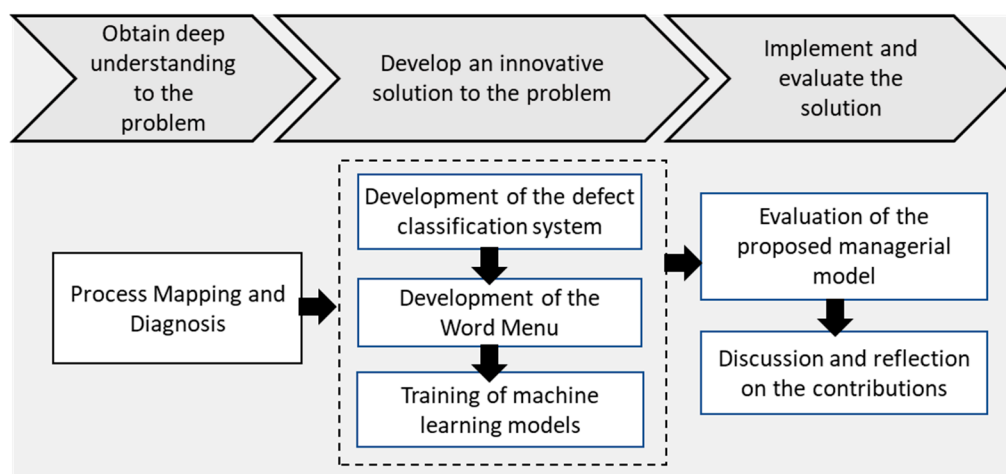 Obtain deep
understanding
to the
problem
Develop an innovative
solution to the problem
Implement and
evaluate the
solution
Process Mapping and
Diagnosis
Development of the defect
classification system
Development of the
Word Menu
Training of machine
learning models
Evaluation of the
proposed managerial
model
Discussion and reflection
on the contributions